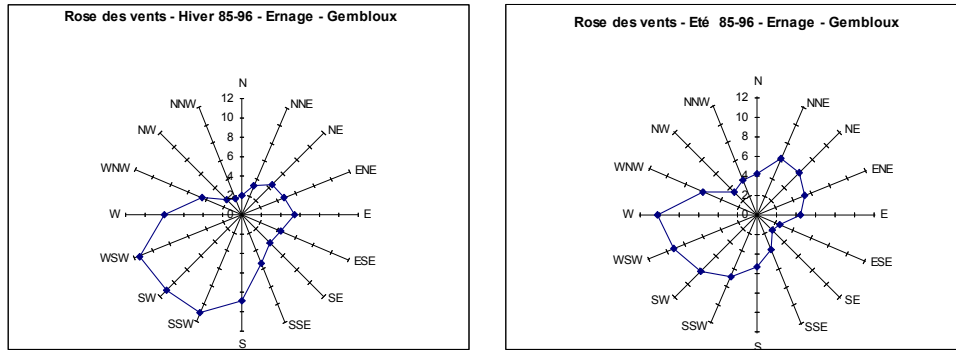 Rose des vents - Hiver 85-96 - Ernage - Gembloux
N
NNE
NE
ENE
E
ESE
SE
SSE
S
SSW
SW
WSW
W
WNW
NW
NNW
12
10
8
6
4
2
0
Rose des vents - Eté 85-96 - Ernage - Gembloux
N
NNE
NE
ENE
E
ESE
SE
SSE
S
SSW
SW
WSW
W
WNW
NW
NNW
12
10
8
6
4
2
0